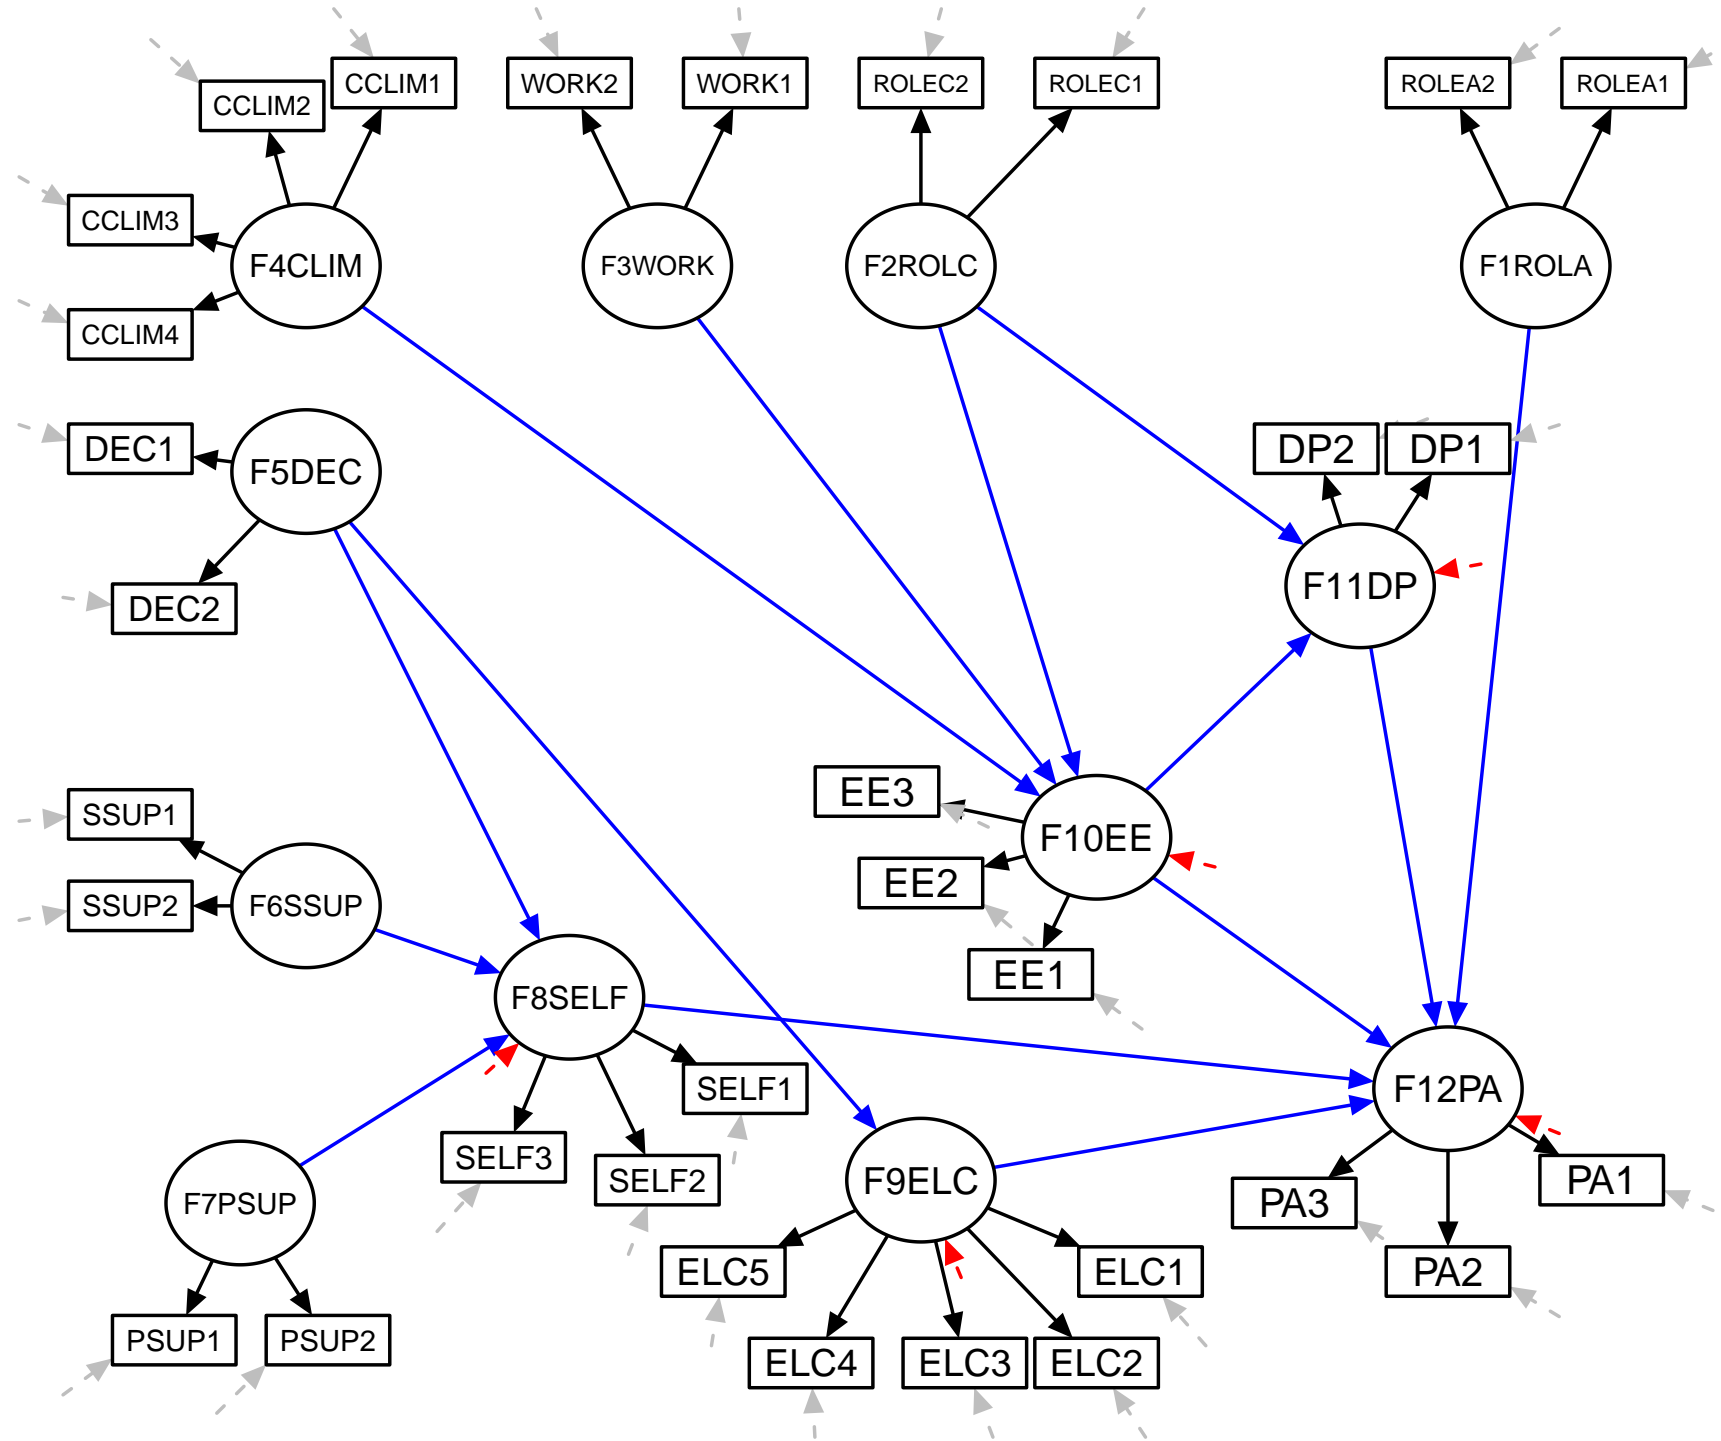 CCLIM1
WORK2
WORK1
ROLEC2
ROLEC1
ROLEA2
ROLEA1
CCLIM2
CCLIM3
F4CLIM
F3WORK
F2ROLC
F1ROLA
CCLIM4
DEC1
F5DEC
DP2
DP1
F11DP
DEC2
EE3
SSUP1
F10EE
EE2
SSUP2
F6SSUP
EE1
F8SELF
SELF1
F12PA
SELF3
SELF2
F9ELC
PA1
F7PSUP
PA3
ELC5
ELC1
PA2
PSUP1
PSUP2
ELC4
ELC3
ELC2